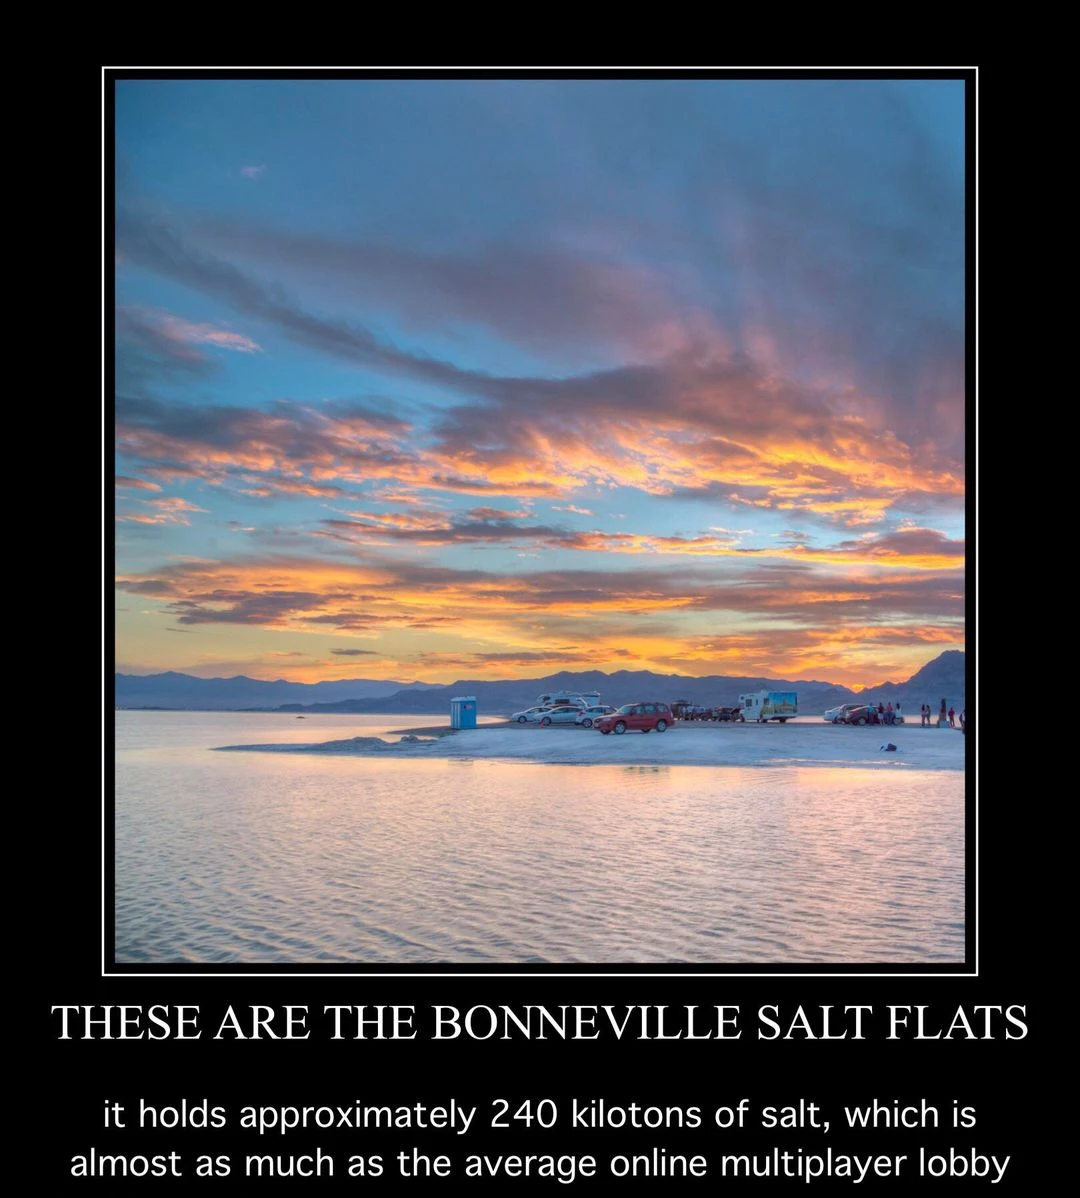 THESE ARE THE BONNEVILLE SALT FLATS
it holds approximately 240 kilotons of salt, which is
almost as much as the average online multiplayer lobby